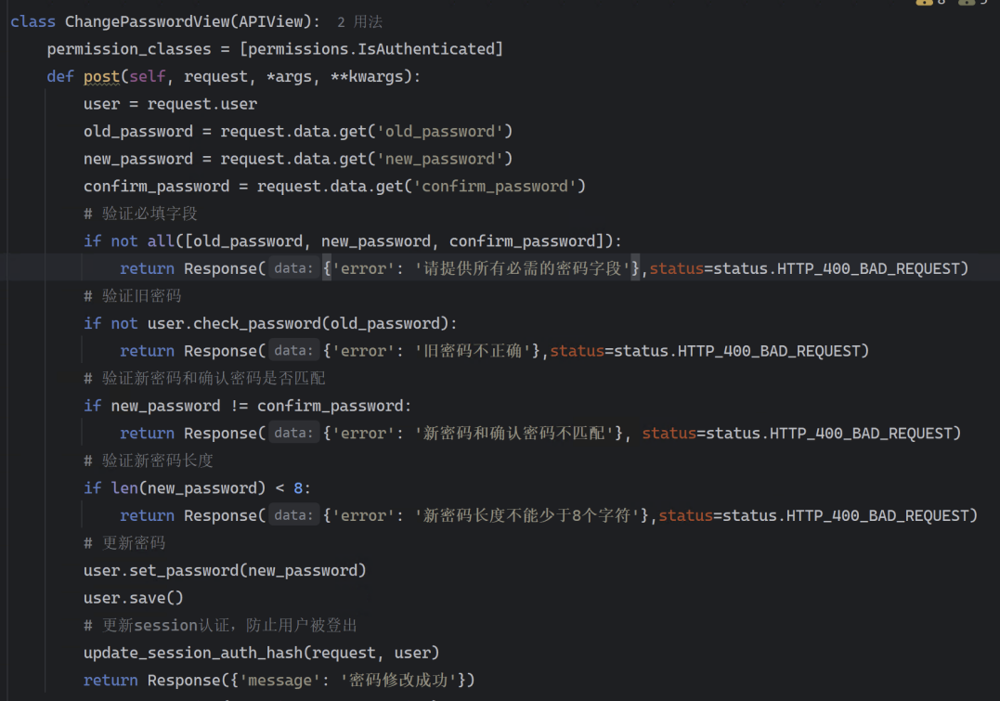 class ChangePasswordView(APIView): 2 用法
permission_classes = [permissions.IsAuthenticated]
def post(self, request, *args, **kwargs):
user = request.user
old_password = request.data.get('old_password')
new_password = request.data.get('new_password')
confirm_password = request.data.get('confirm_password')
# 验证必填字段
if not all([old_password, new_password, confirm_password]):
return Response( data: {'error': '请提供所有必需的密码字段'},status=status.HTTP_400_BAD_REQUEST)
# 验证旧密码
if not user.check_password(old_password):
return Response( data: {'error': '旧密码不正确'},status=status.HTTP_400_BAD_REQUEST)
# 验证新密码和确认密码是否匹配
if new_password != confirm_password:
return Response( data: {'error': '新密码和确认密码不匹配'}, status=status.HTTP_400_BAD_REQUEST)
# 验证新密码长度
if len(new_password) < 8:
return Response( data: {'error': '新密码长度不能少于8个字符'},status=status.HTTP_400_BAD_REQUEST)
# 更新密码
user.set_password(new_password)
user.save()
# 更新session认证，防止用户被登出
update_session_auth_hash(request, user)
return Response({'message': '密码修改成功'})